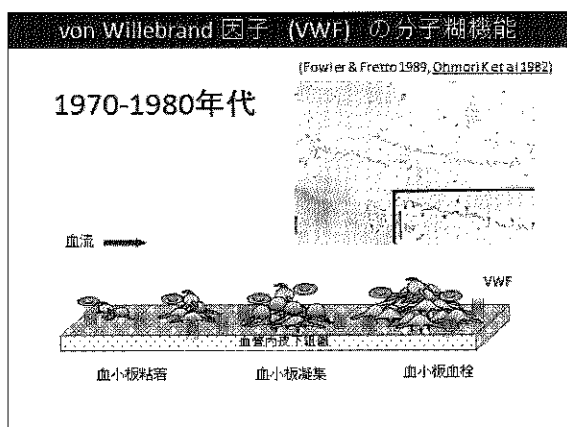 von Willebrand 因子 (VWF) の分子糊機能
(Fowler & Fretto 1989, Ohmori K et al 1982)
1970-1980年代
血流
VWF
血管内皮下組織
血小板粘着
血小板凝集
血小板血栓